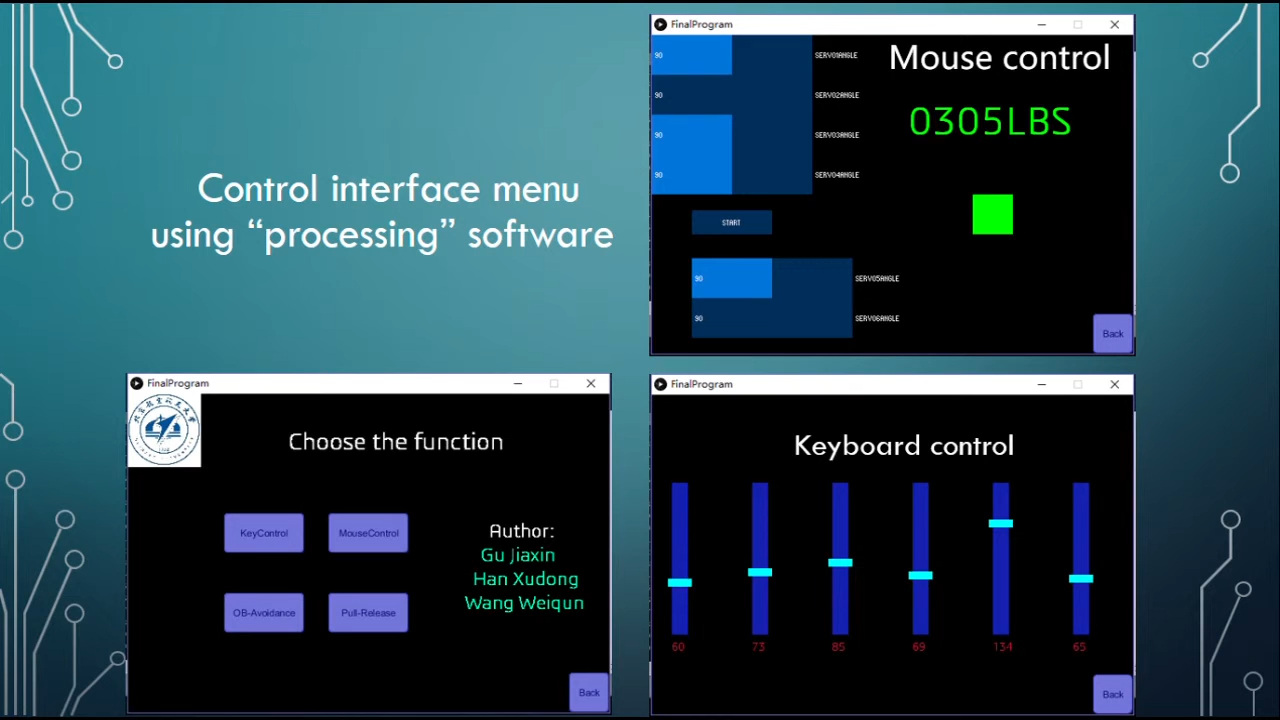 Control interface menu
using “processing” software
FinalProgram
Mouse control
0305LBS
90 SERVO1ANGLE
90 SERVO2ANGLE
90 SERVO3ANGLE
90 SERVO4ANGLE
START
90 SERVO5ANGLE
90 SERVO6ANGLE
Back
FinalProgram
Choose the function
KeyControl
MouseControl
OB-Avoidance
Pull-Release
Author:
Gu Jiaxin
Han Xudong
Wang Weiqun
Back
FinalProgram
Keyboard control
60 73 85 69 134 65
Back